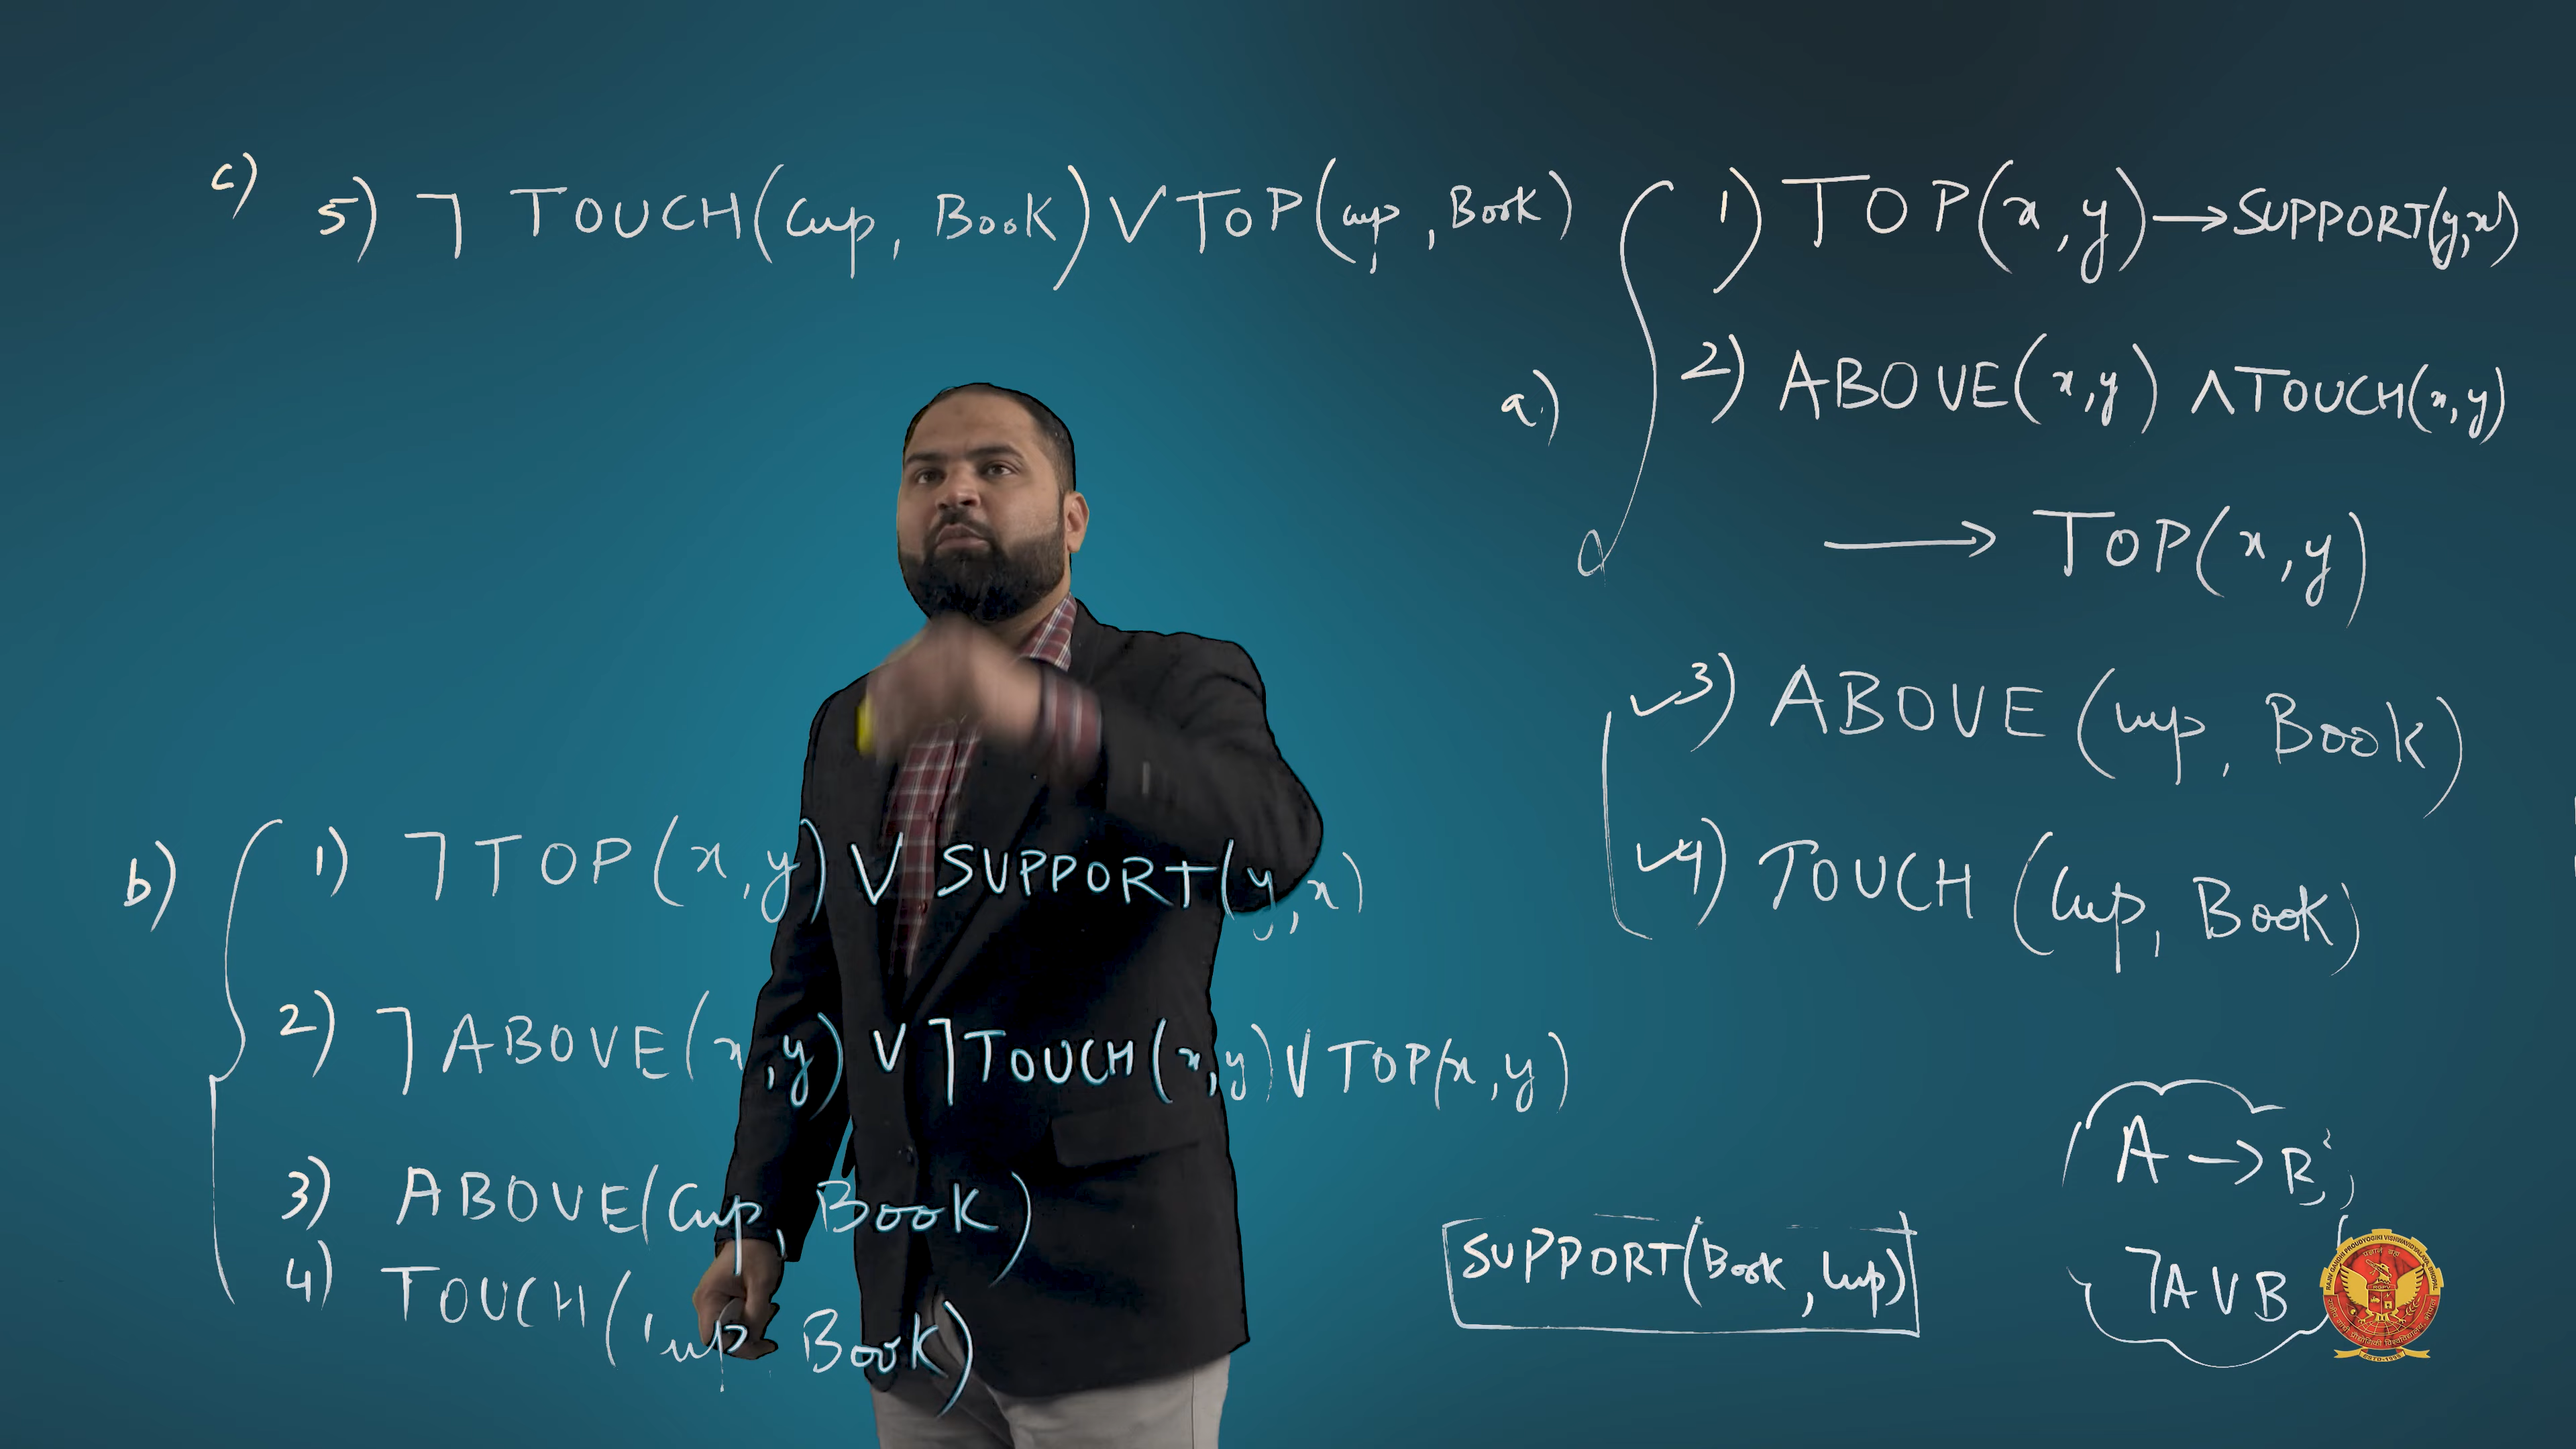 c) 5) ┐ TOUCH(Cup, Book) ∨ TOP(cup, Book)
a) 1) TOP(x, y) → SUPPORT(y, x)
2) ABOVE(x, y) ∧ TOUCH(x, y)
→ TOP(x, y)
✓3) ABOVE (cup, Book)
✓4) TOUCH (Cup, Book)
b) 1) ┐TOP(x, y) ∨ SUPPORT(y, x)
2) ┐ABOVE(x, y) ∨ ┐TOUCH(x, y) ∨ TOP(x, y)
3) ABOVE(Cup, Book)
4) TOUCH(Cup, Book)
SUPPORT(Book, Cup)
A → B
┐A ∨ B